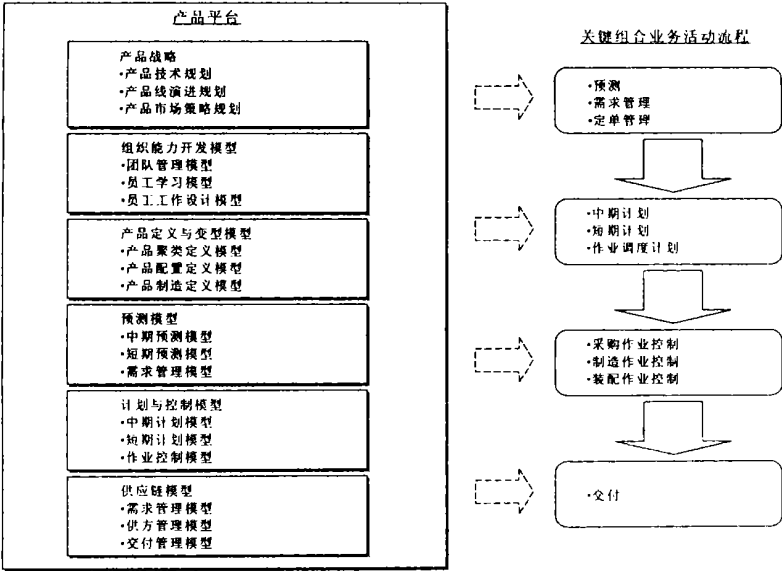 产品平台
产品战略
·产品技术规划
·产品线演进规划
·产品市场策略规划
组织能力开发模型
·团队管理模型
·员工学习模型
·员工工作设计模型
产品定义与变型模型
·产品聚类定义模型
·产品配置定义模型
·产品制造定义模型
预测模型
·中期预测模型
·短期预测模型
·需求管理模型
计划与控制模型
·中期计划模型
·短期计划模型
·作业控制模型
供应链模型
·需求管理模型
·供方管理模型
·交付管理模型
关键组合业务活动流程
·预测
·需求管理
·定单管理
·中期计划
·短期计划
·作业调度计划
·采购作业控制
·制造作业控制
·装配作业控制
·交付